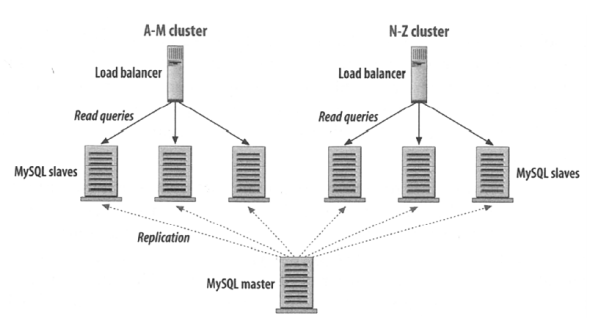 A-M cluster
N-Z cluster
Load balancer
Load balancer
Read queries
Read queries
MySQL slaves
MySQL slaves
Replication
MySQL master